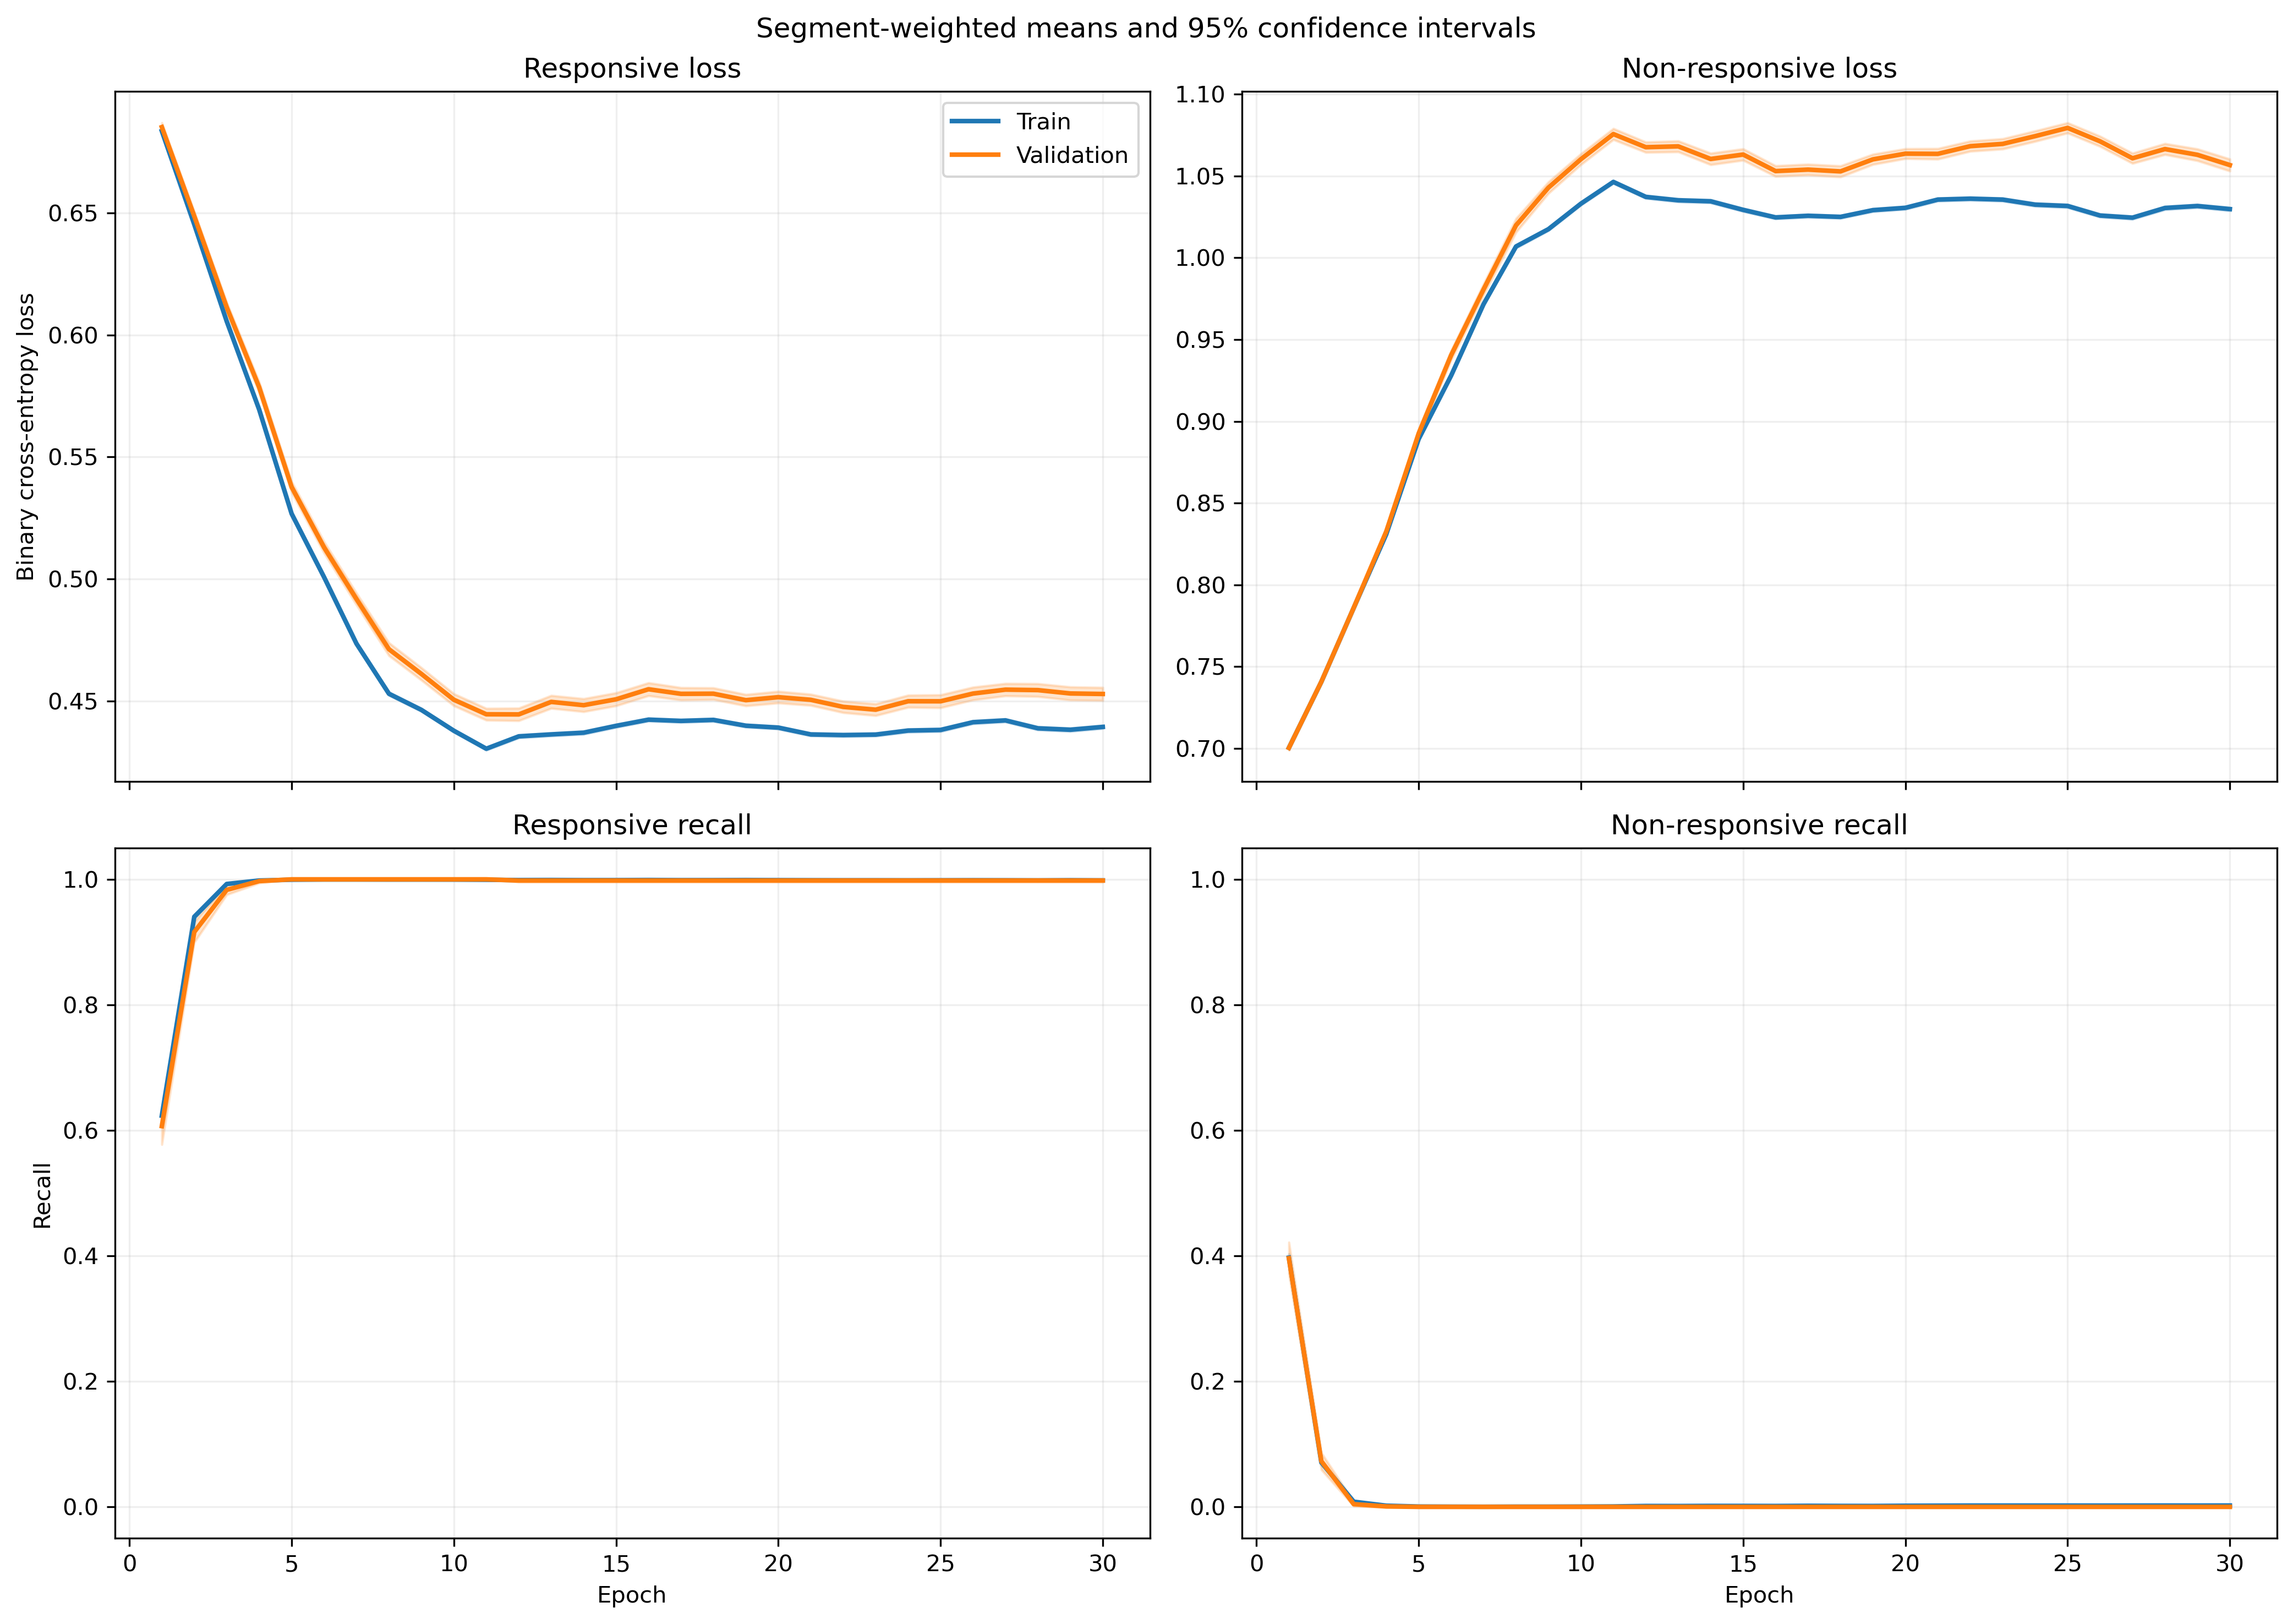 Segment-weighted means and 95% confidence intervals
Responsive loss
Non-responsive loss
Train
Validation
Binary cross-entropy loss
0.65
0.60
0.55
0.50
0.45
1.10
1.05
1.00
0.95
0.90
0.85
0.80
0.75
0.70
Responsive recall
Non-responsive recall
Recall
1.0
0.8
0.6
0.4
0.2
0.0
0 5 10 15 20 25 30
Epoch
1.0
0.8
0.6
0.4
0.2
0.0
0 5 10 15 20 25 30
Epoch